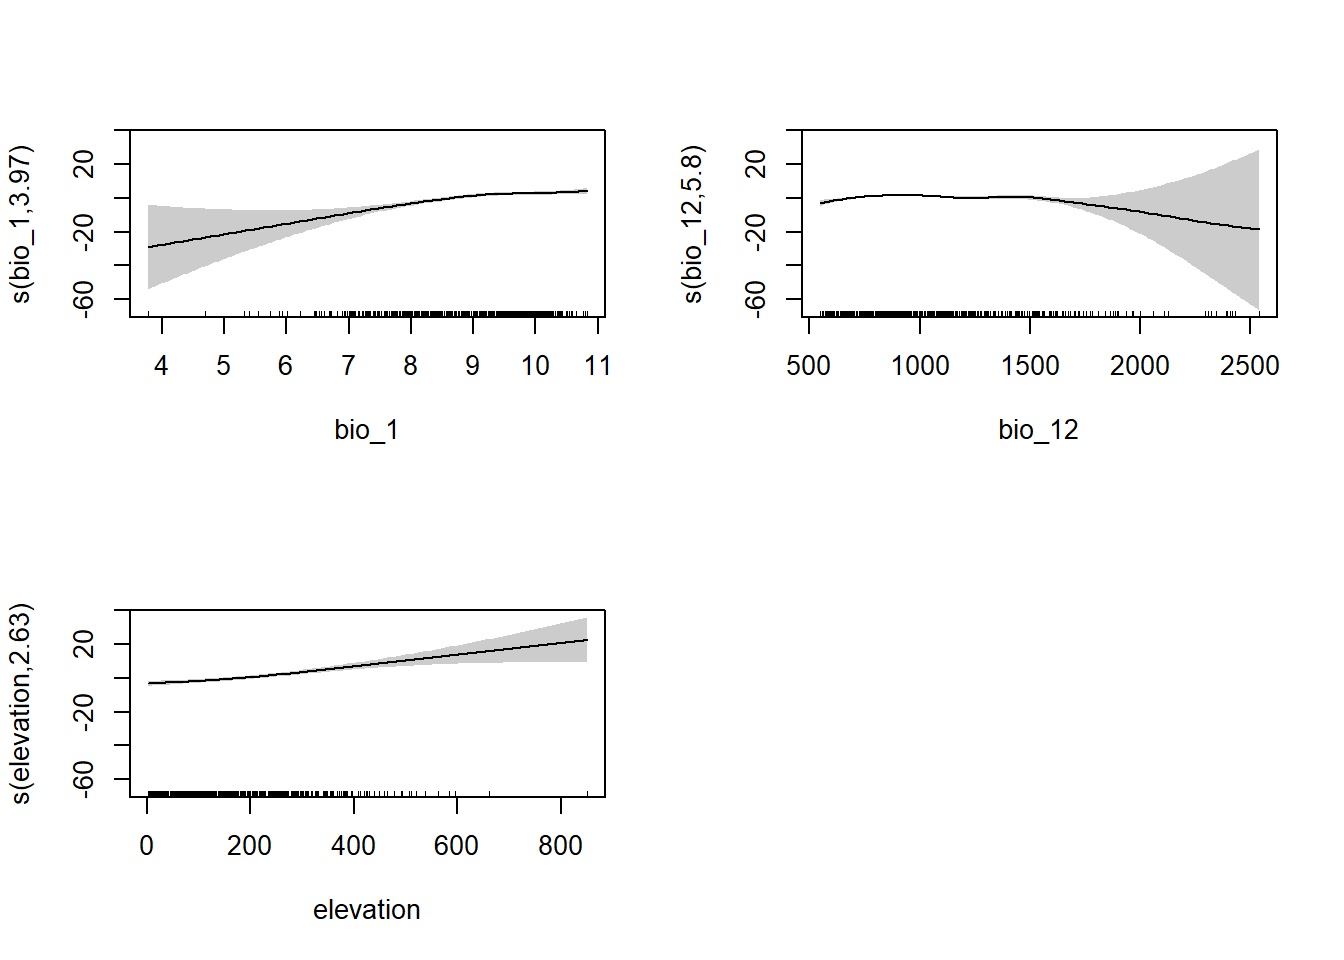 s(bio_1,3.97)
20
-20
-60
4 5 6 7 8 9 10 11
bio_1
s(bio_12,5.8)
20
-20
-60
500 1000 1500 2000 2500
bio_12
s(elevation,2.63)
20
-20
-60
0 200 400 600 800
elevation